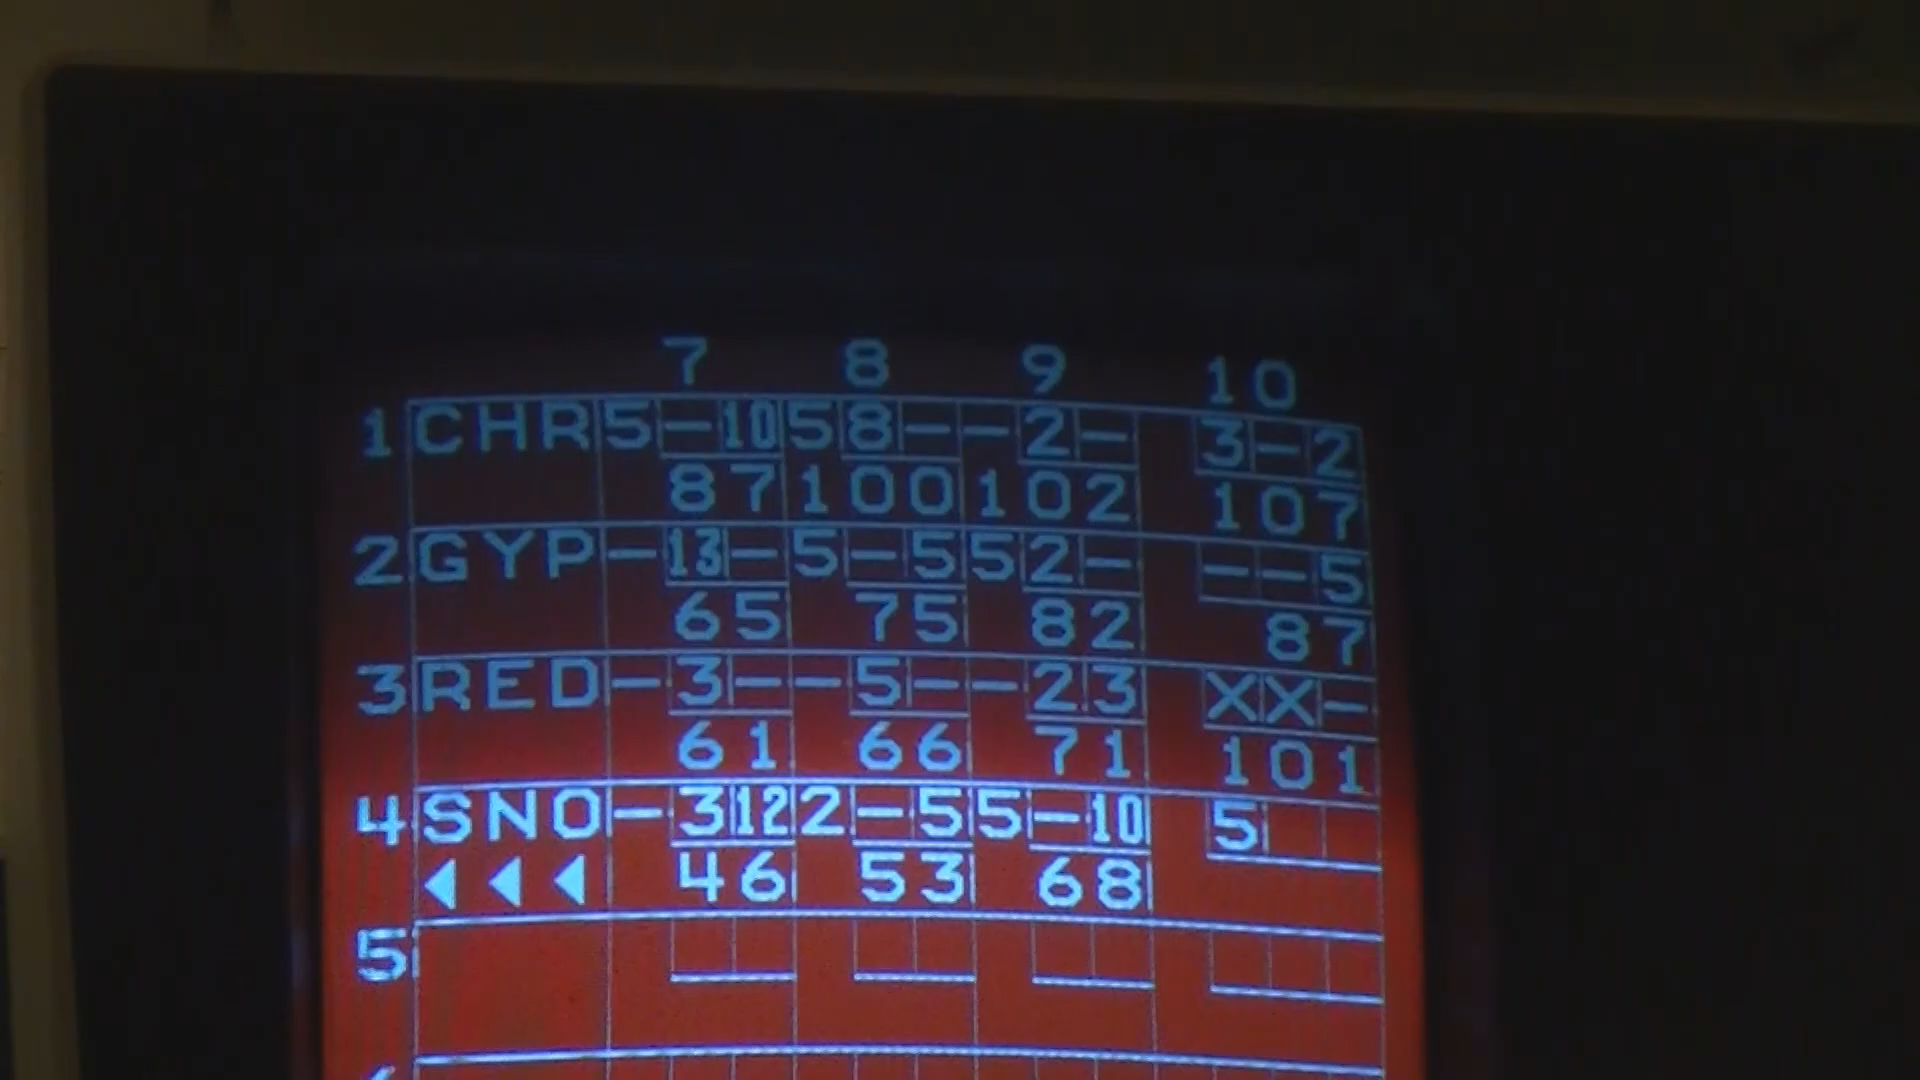 7 8 9 10
1 CHR 5 - 10 5 8 - - 2 - 3 - 2
87 100 102 107
2 GYP - 13 - 5 - 5 5 2 - - - 5
65 75 82 87
3 RED - 3 - - 5 - - 2 3 X X -
61 66 71 101
4 SNO - 3 12 2 - 5 5 - 10 5
46 53 68
5